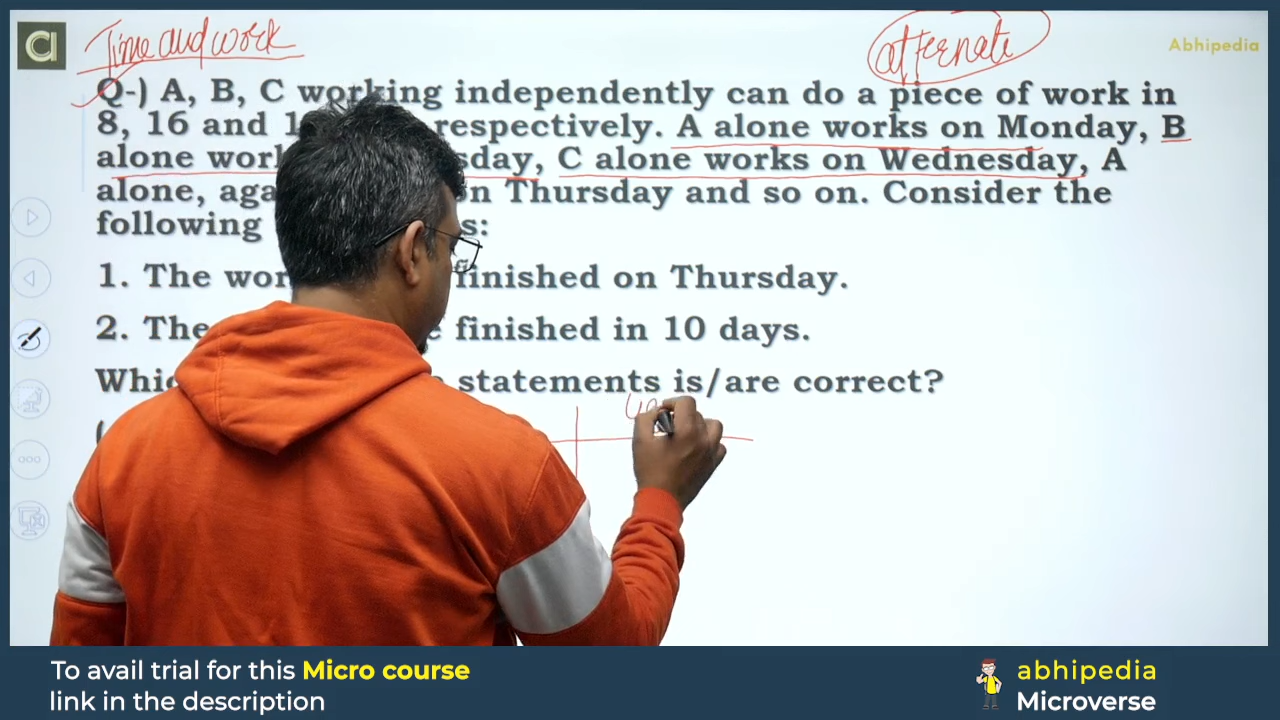 Time and work
alternate
Abhipedia
Q-) A, B, C working independently can do a piece of work in
8, 16 and 1 respectively. A alone works on Monday, B
alone wor sday, C alone works on Wednesday, A
alone, aga on Thursday and so on. Consider the
following s:
1. The wor finished on Thursday.
2. The e finished in 10 days.
Whic statements is/are correct?
(
To avail trial for this Micro course
link in the description
abhipedia
Microverse